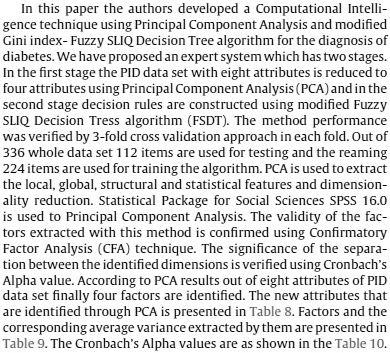 In this paper the authors developed a Computational Intelli-
gence technique using Principal Component Analysis and modified
Gini index- Fuzzy SLIQ Decision Tree algorithm for the diagnosis of
diabetes. We have proposed an expert system which has two stages.
In the first stage the PID data set with eight attributes is reduced to
four attributes using Principal Component Analysis (PCA) and in the
second stage decision rules are constructed using modified Fuzzy
SLIQ Decision Tress algorithm (FSDT). The method performance
was verified by 3-fold cross validation approach in each fold. Out of
336 whole data set 112 items are used for testing and the reaming
224 items are used for training the algorithm. PCA is used to extract
the local, global, structural and statistical features and dimension-
ality reduction. Statistical Package for Social Sciences SPSS 16.0
is used to Principal Component Analysis. The validity of the fac-
tors extracted with this method is confirmed using Confirmatory
Factor Analysis (CFA) technique. The significance of the separa-
tion between the identified dimensions is verified using Cronbach's
Alpha value. According to PCA results out of eight attributes of PID
data set finally four factors are identified. The new attributes that
are identified through PCA is presented in Table 8. Factors and the
corresponding average variance extracted by them are presented in
Table 9. The Cronbach's Alpha values are as shown in the Table 10.